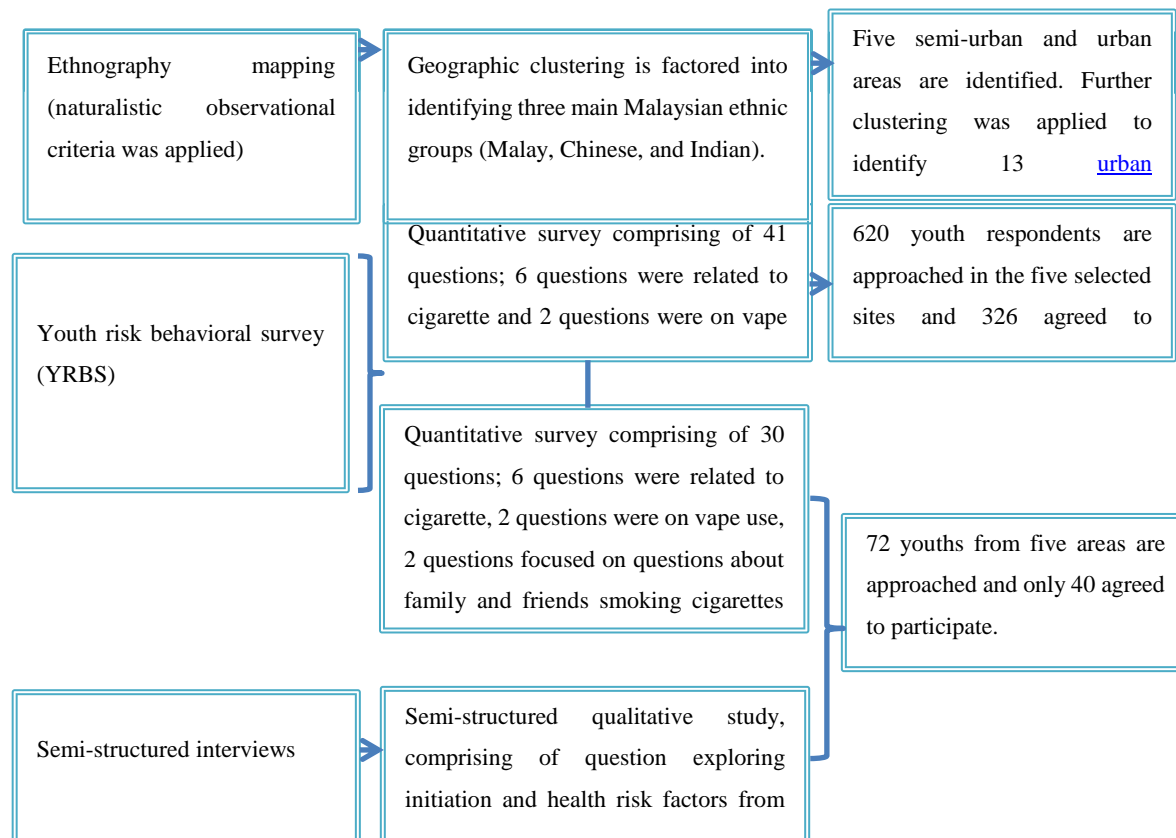 Ethnography mapping
(naturalistic observational
criteria was applied)
Geographic clustering is factored into
identifying three main Malaysian ethnic
groups (Malay, Chinese, and Indian).
Five semi-urban and urban
areas are identified. Further
clustering was applied to
identify 13 urban
Youth risk behavioral survey
(YRBS)
Quantitative survey comprising of 41
questions; 6 questions were related to
cigarette and 2 questions were on vape
620 youth respondents are
approached in the five selected
sites and 326 agreed to
Quantitative survey comprising of 30
questions; 6 questions were related to
cigarette, 2 questions were on vape use,
2 questions focused on questions about
family and friends smoking cigarettes
72 youths from five areas are
approached and only 40 agreed
to participate.
Semi-structured interviews
Semi-structured qualitative study,
comprising of question exploring
initiation and health risk factors from